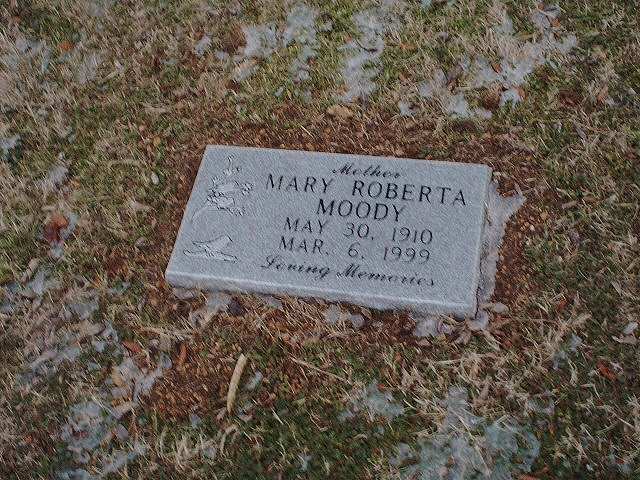 Mother
MARY ROBERTA
MOODY
MAY 30, 1910
MAR. 6, 1999
Loving Memories